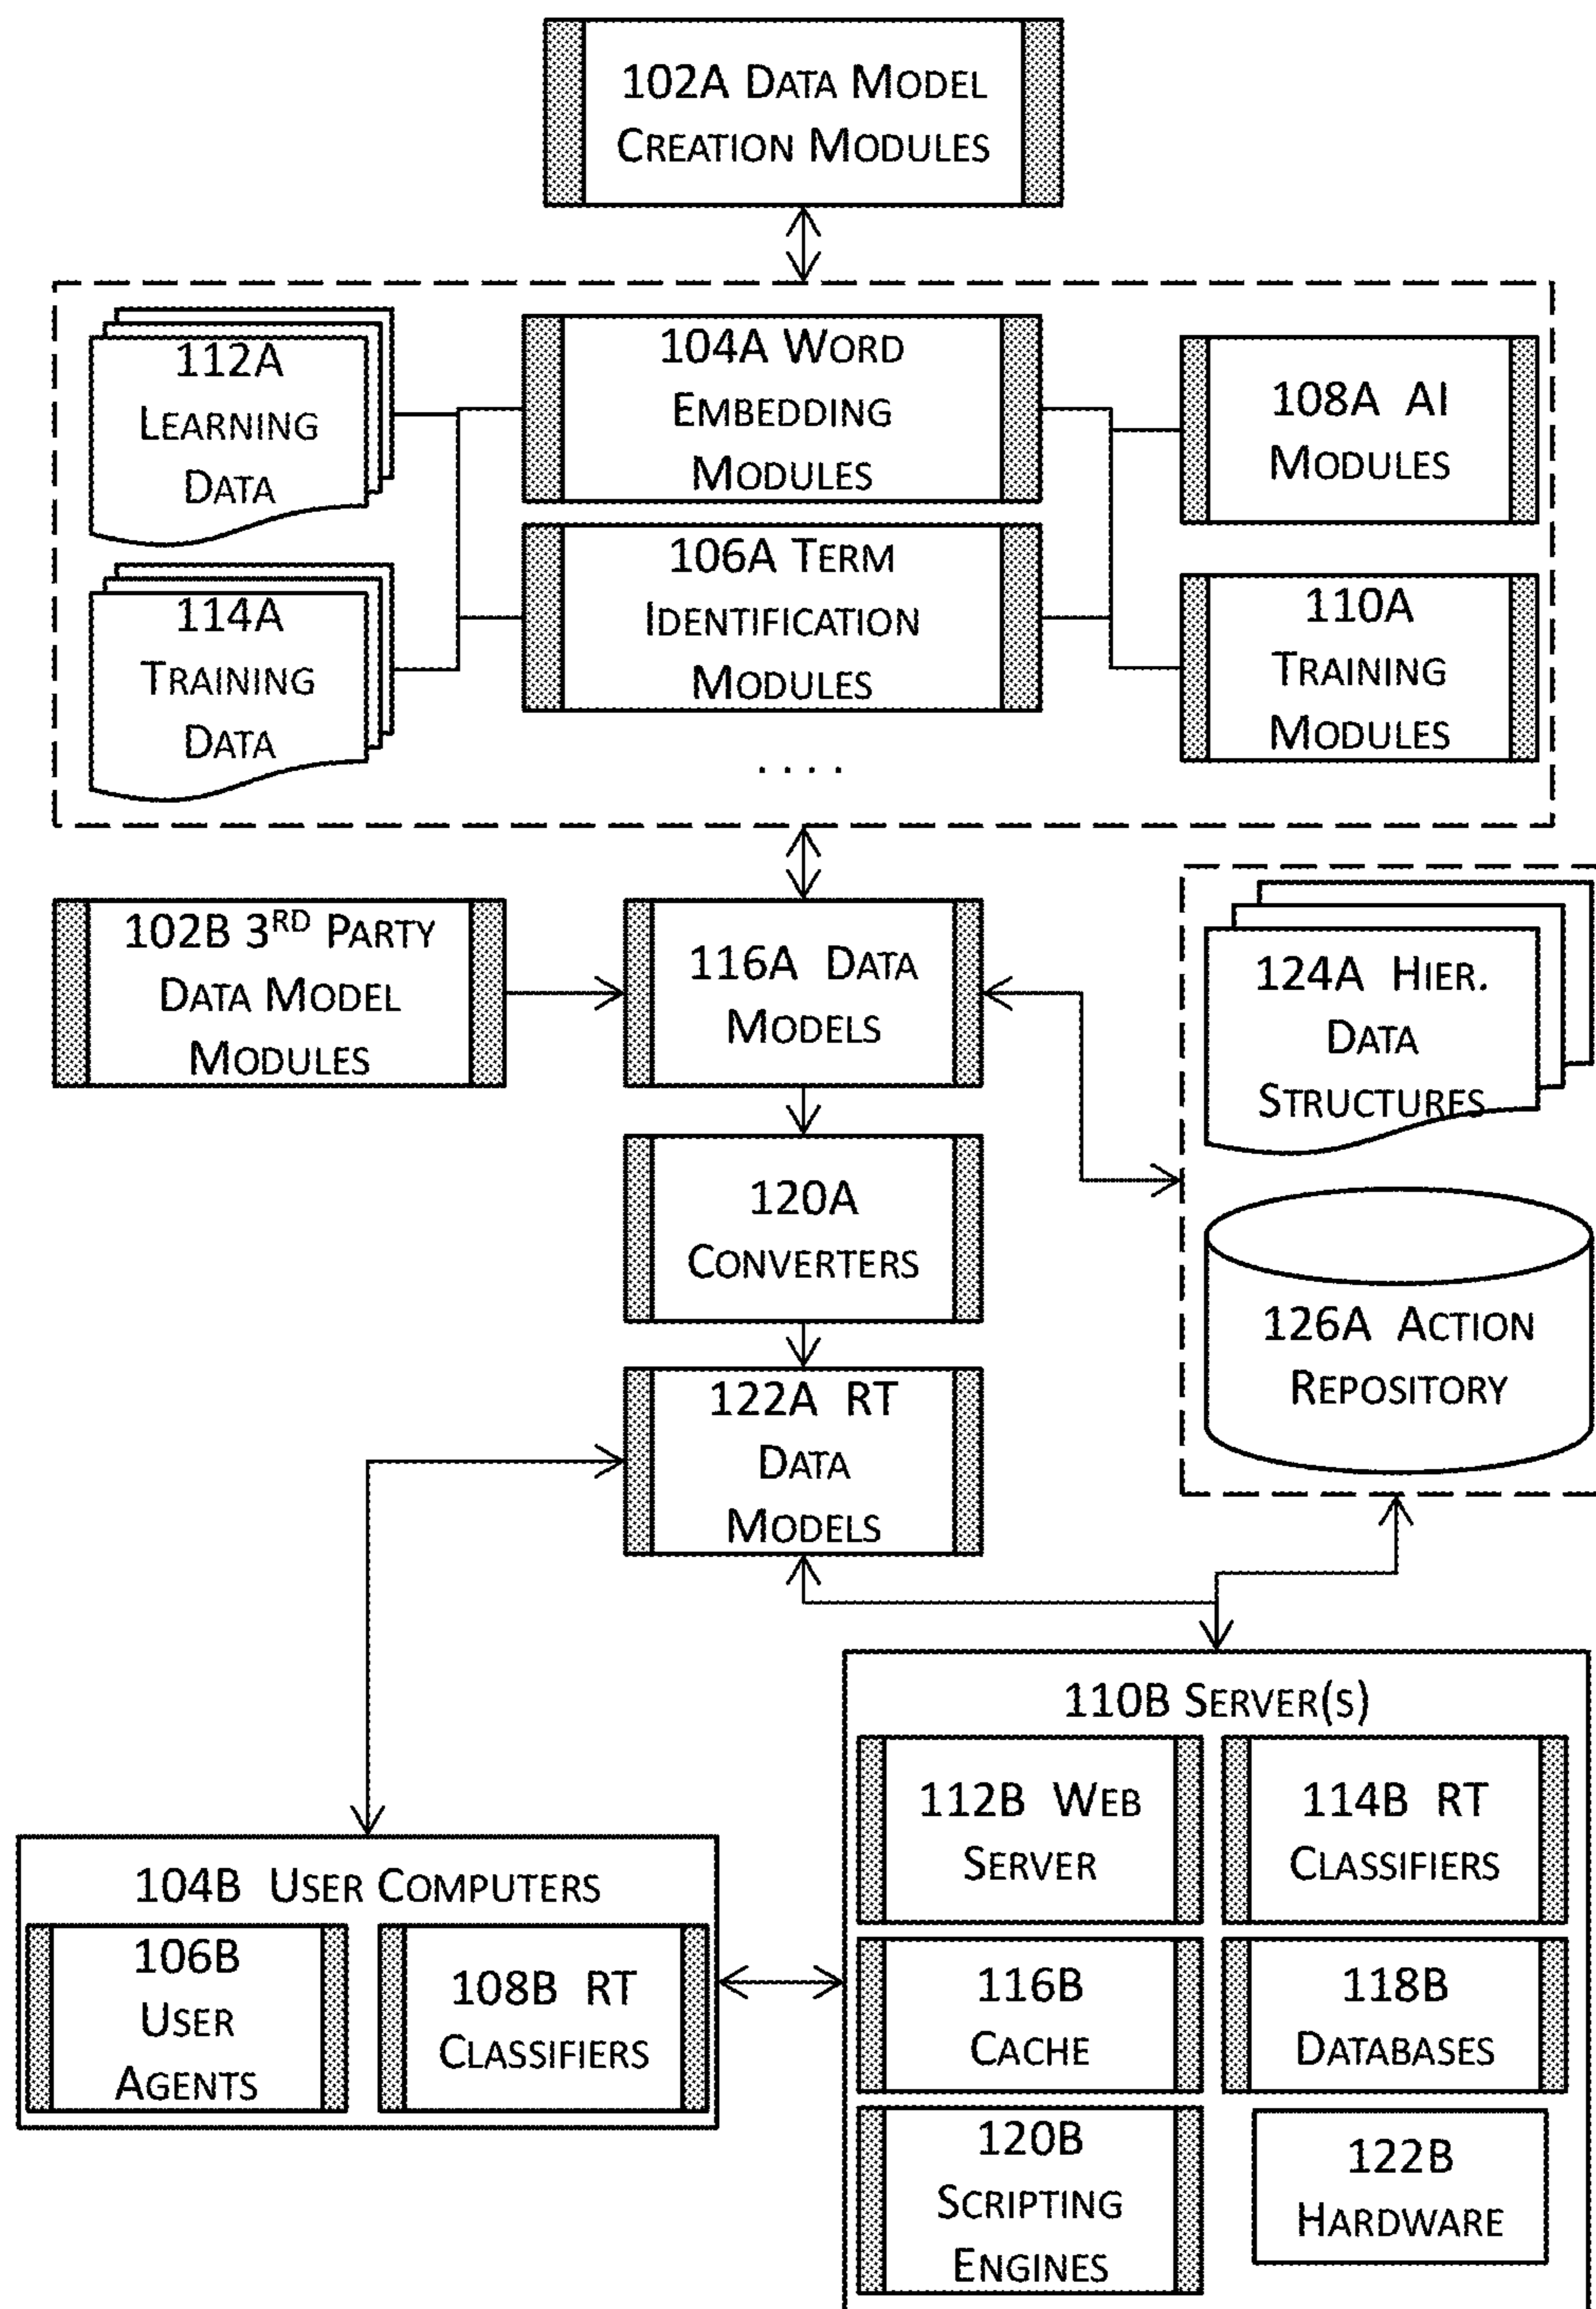 102A DATA MODEL
CREATION MODULES
112A
LEARNING
DATA
104A WORD
EMBEDDING
MODULES
108A AI
MODULES
114A
TRAINING
DATA
106A TERM
IDENTIFICATION
MODULES
110A
TRAINING
MODULES
. . . .
102B 3RD PARTY
DATA MODEL
MODULES
116A DATA
MODELS
124A HIER.
DATA
STRUCTURES
120A
CONVERTERS
126A ACTION
REPOSITORY
122A RT
DATA
MODELS
110B SERVER(S)
112B WEB
SERVER
114B RT
CLASSIFIERS
104B USER COMPUTERS
106B
USER
AGENTS
108B RT
CLASSIFIERS
116B
CACHE
118B
DATABASES
120B
SCRIPTING
ENGINES
122B
HARDWARE